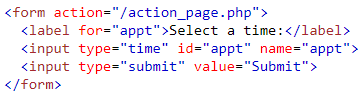 <form action="/action_page.php">
  <label for="appt">Select a time:</label>
  <input type="time" id="appt" name="appt">
  <input type="submit" value="Submit">
</form>